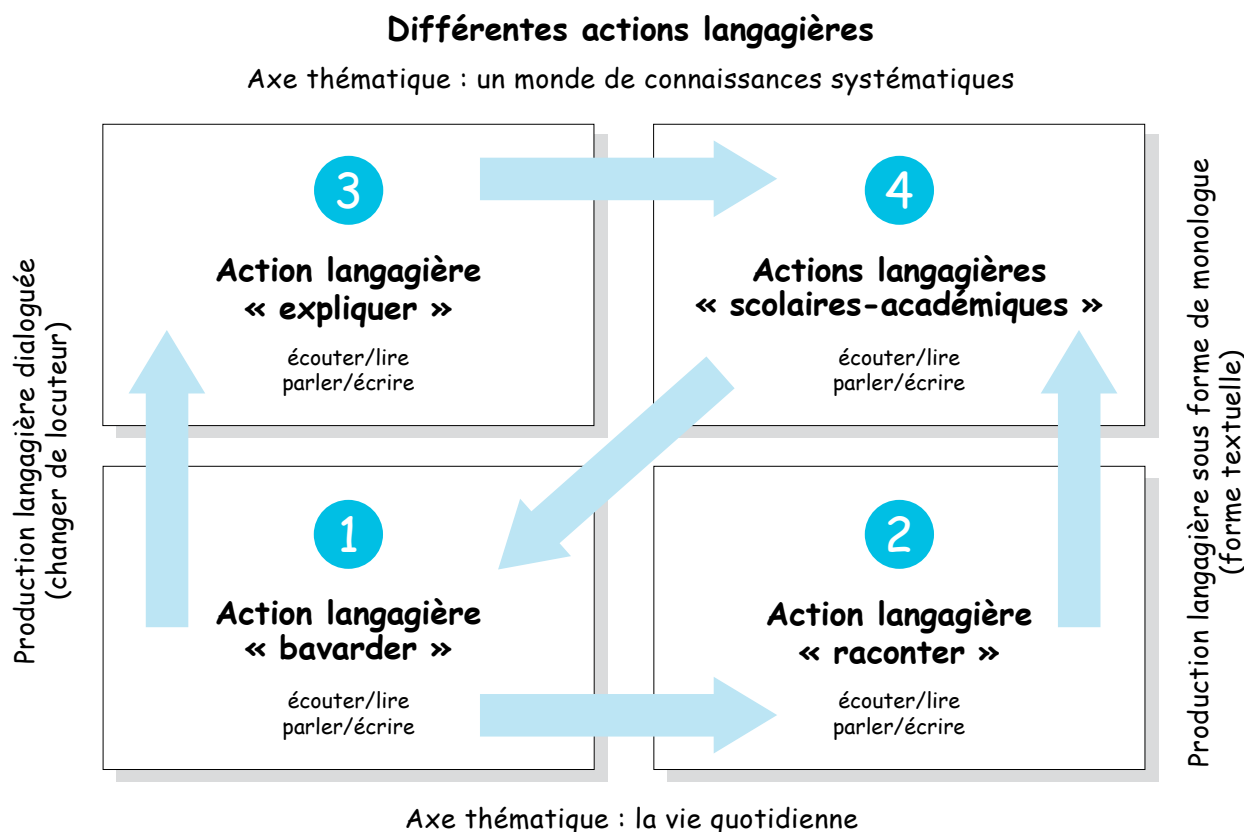 Différentes actions langagières
Axe thématique : un monde de connaissances systématiques
Production langagière dialoguée
(changer de locuteur)
3
Action langagière
« expliquer »
écouter/lire
parler/écrire
4
Actions langagières
« scolaires-académiques »
écouter/lire
parler/écrire
1
Action langagière
« bavarder »
écouter/lire
parler/écrire
2
Action langagière
« raconter »
écouter/lire
parler/écrire
Production langagière sous forme de monologue
(forme textuelle)
Axe thématique : la vie quotidienne